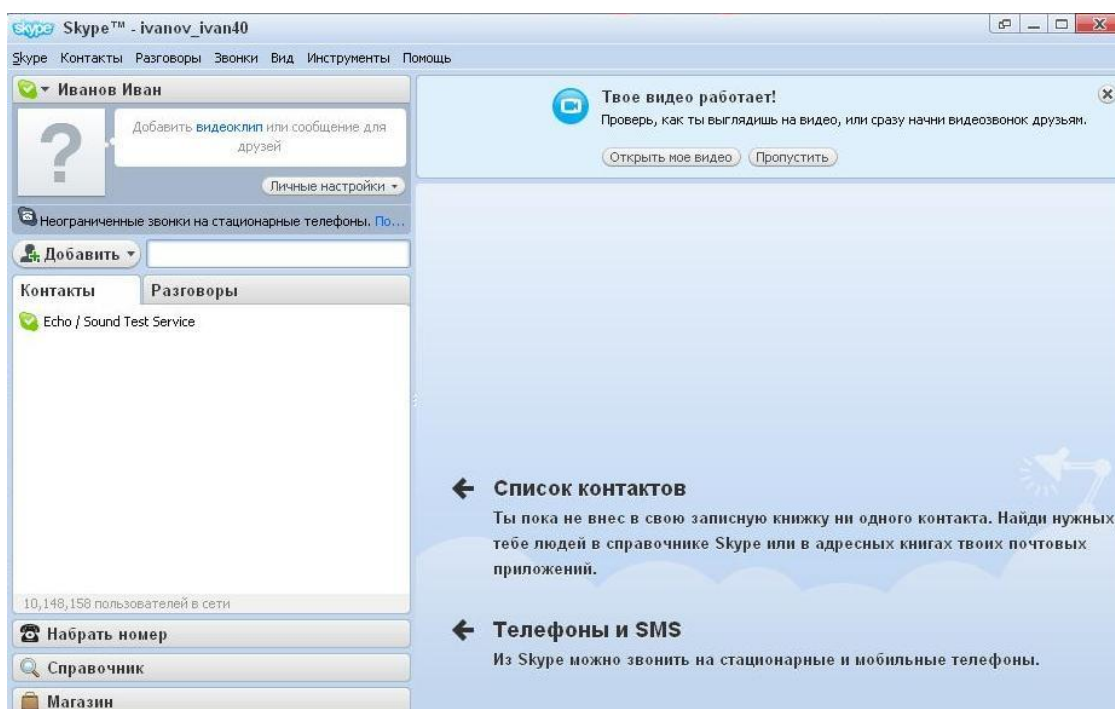 skype Skype™ - ivanov_ivan40
Skype Контакты Разговоры Звонки Вид Инструменты Помощь
Иванов Иван
Добавить видеоклип или сообщение для
друзей
Личные настройки
Неограниченные звонки на стационарные телефоны. По...
Добавить
Контакты Разговоры
Echo / Sound Test Service
10,148,158 пользователей в сети
Набрать номер
Справочник
Магазин
Твое видео работает!
Проверь, как ты выглядишь на видео, или сразу начни видеозвонок друзьям.
Открыть мое видео Пропустить
Список контактов
Ты пока не внес в свою записную книжку ни одного контакта. Найди нужных
тебе людей в справочнике Skype или в адресных книгах твоих почтовых
приложений.
Телефоны и SMS
Из Skype можно звонить на стационарные и мобильные телефоны.